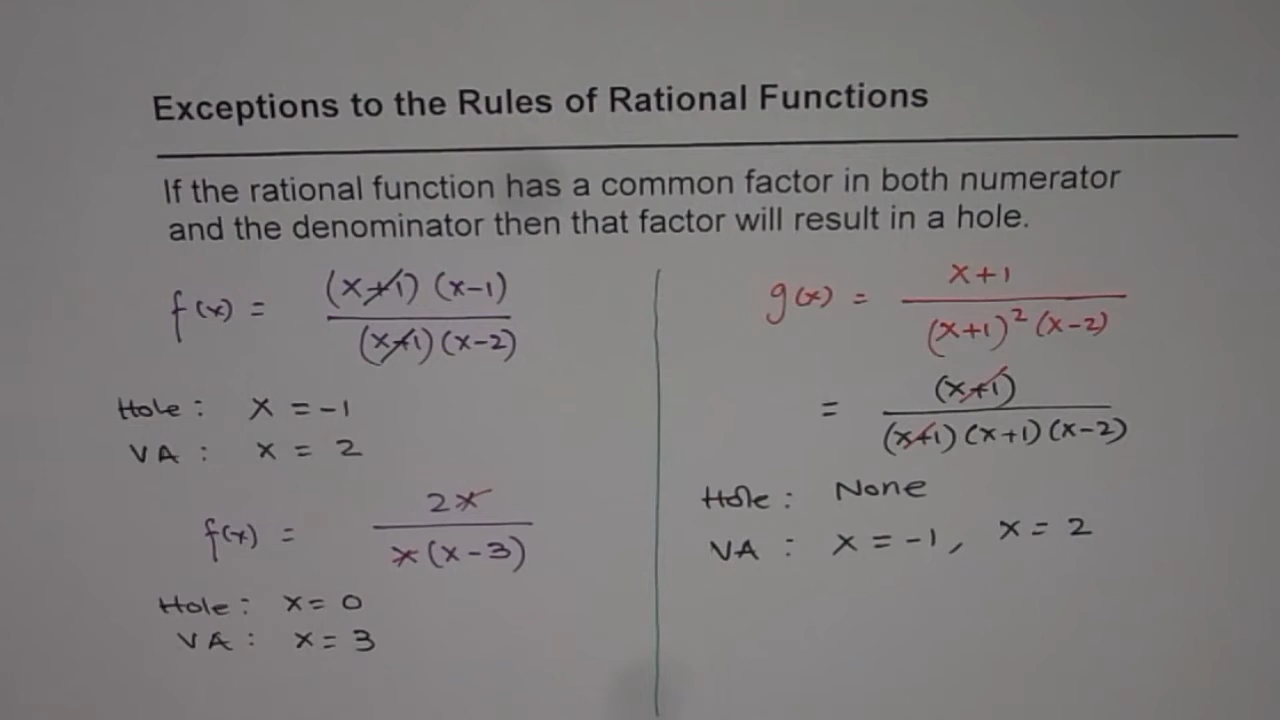 Exceptions to the Rules of Rational Functions
If the rational function has a common factor in both numerator
and the denominator then that factor will result in a hole.
f(x) = (x+1)(x-1)
(x+1)(x-2)
Hole : x = -1
VA : x = 2
f(x) = 2x
x(x-3)
Hole : x = 0
VA : x = 3
g(x) = x+1
(x+1)² (x-2)
= (x+1)
(x+1)(x+1)(x-2)
Hole : None
VA : x = -1, x = 2